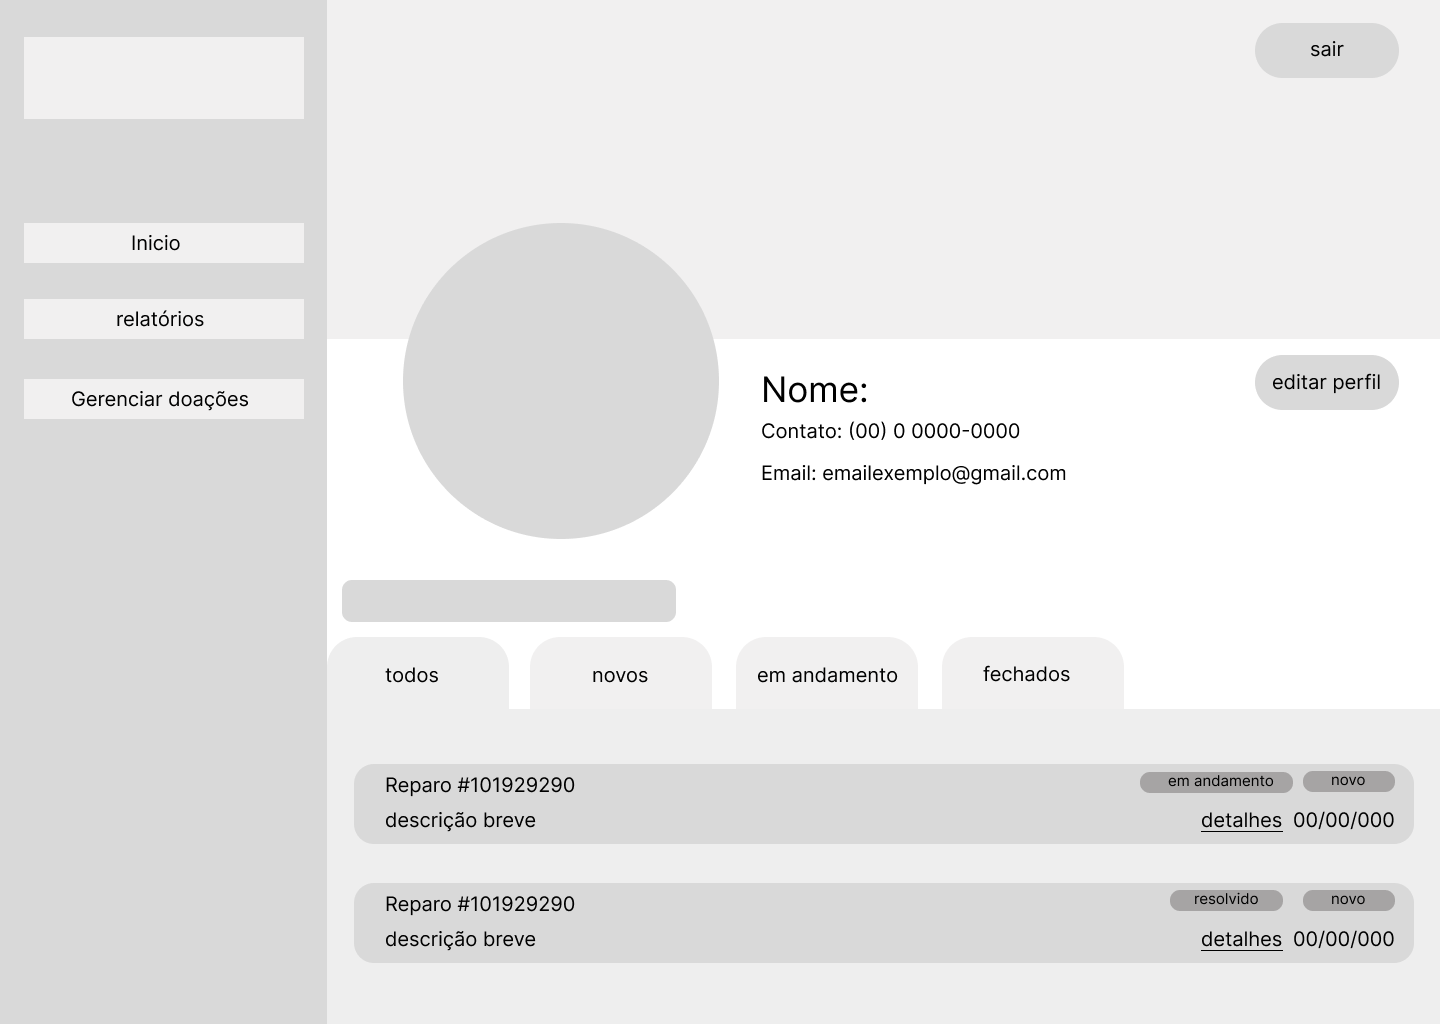 sair
Inicio
relatórios
Gerenciar doações
Nome:
editar perfil
Contato: (00) 0 0000-0000
Email: emailexemplo@gmail.com
todos
novos
em andamento
fechados
Reparo #101929290
em andamento
novo
descrição breve
detalhes
00/00/000
Reparo #101929290
resolvido
novo
descrição breve
detalhes
00/00/000